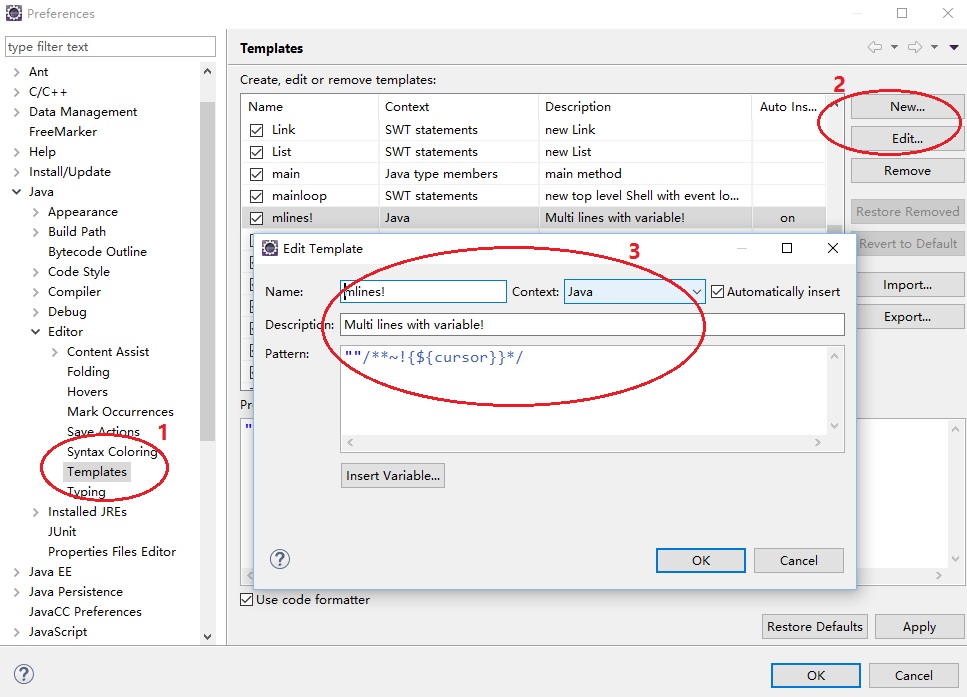 Preferences
type filter text
Ant
C/C++
Data Management
FreeMarker
Help
Install/Update
Java
Appearance
Build Path
Bytecode Outline
Code Style
Compiler
Debug
Editor
Content Assist
Folding
Hovers
Mark Occurrences
Save Actions
1
Syntax Coloring
Templates
Typing
Installed JREs
JUnit
Properties Files Editor
Java EE
Java Persistence
JavaCC Preferences
JavaScript
Templates
Create, edit or remove templates:
Name Context Description Auto Ins...
Link SWT statements new Link
List SWT statements new List
main Java type members main method
mainloop SWT statements new top level Shell with event lo...
mlines! Java Multi lines with variable! on
2
New...
Edit...
Remove
Restore Removed
Revert to Default
Import...
Export...
Edit Template
3
Name: mlines! Context: Java Automatically insert
Description: Multi lines with variable!
Pattern: ""/**~!{${cursor}}*/
Insert Variable...
?
OK Cancel
Pr
"
Use code formatter
Restore Defaults Apply
?
OK Cancel